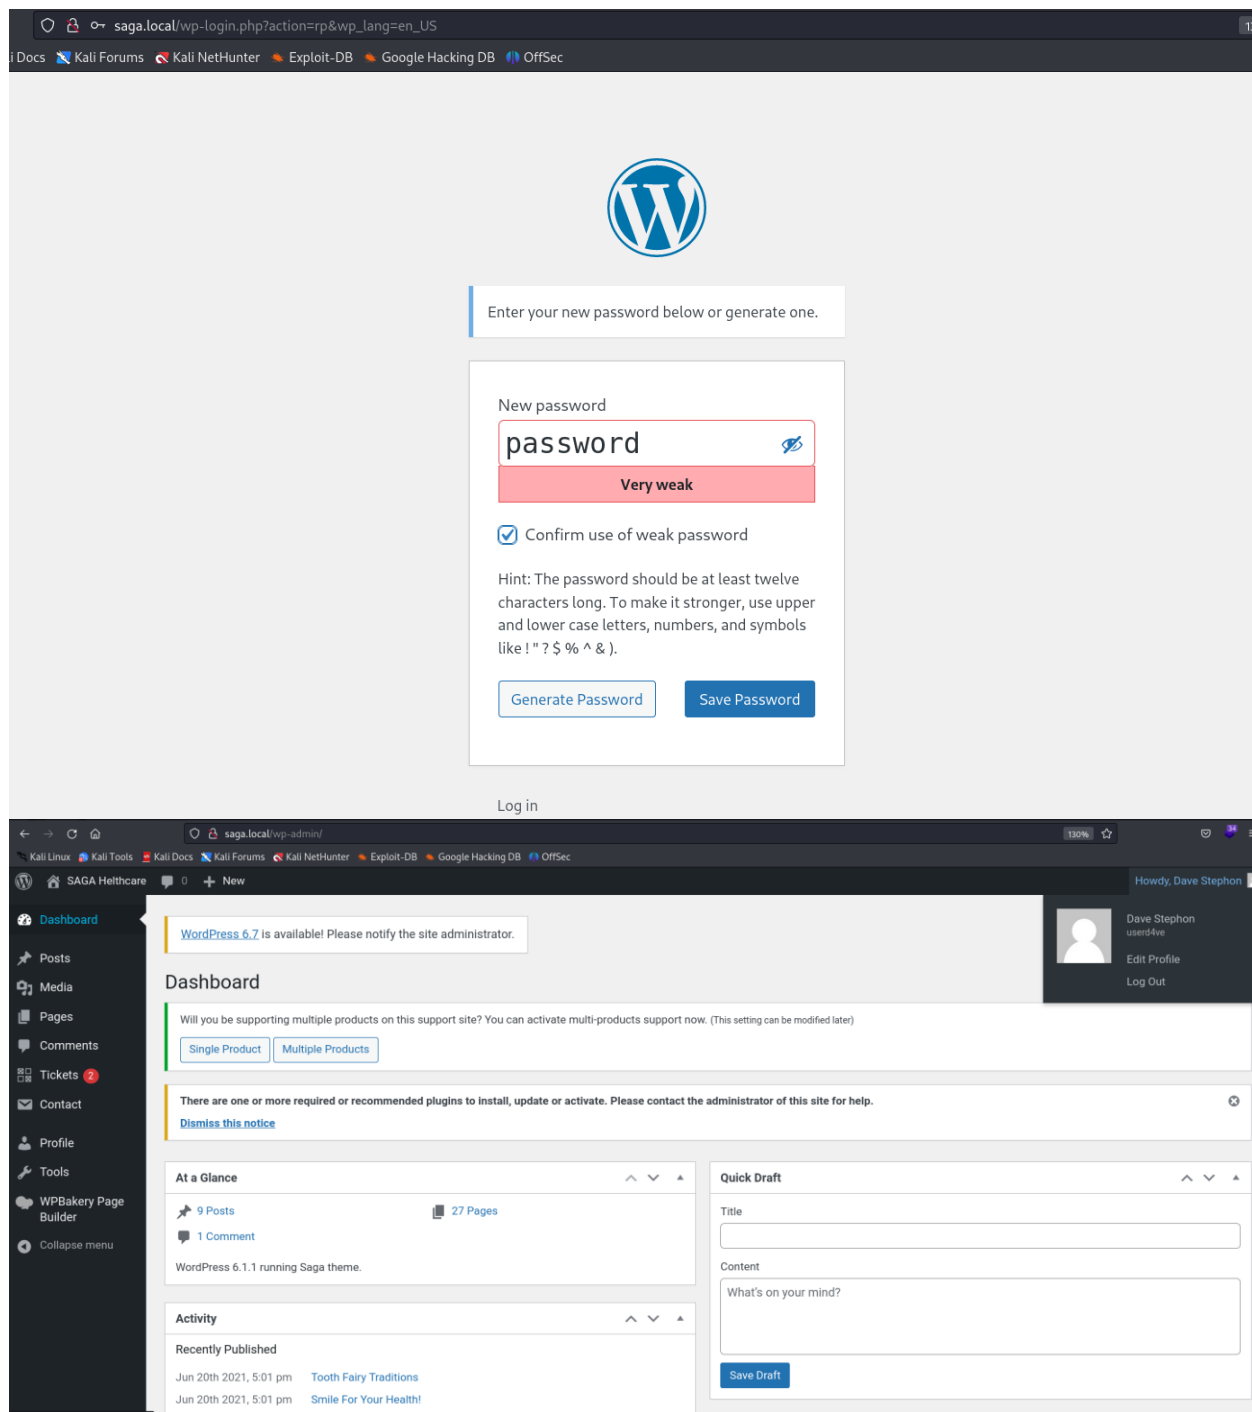 saga.local/wp-login.php?action=rp&wp_lang=en_US
i Docs Kali Forums Kali NetHunter Exploit-DB Google Hacking DB OffSec
Enter your new password below or generate one.
New password
password
Very weak
Confirm use of weak password
Hint: The password should be at least twelve
characters long. To make it stronger, use upper
and lower case letters, numbers, and symbols
like ! " ? $ % ^ & ).
Generate Password Save Password
Log in
saga.local/wp-admin/ 130% 34
Kali Linux Kali Tools Kali Docs Kali Forums Kali NetHunter Exploit-DB Google Hacking DB OffSec
SAGA Helthcare 0 New Howdy, Dave Stephon
Dave Stephon
userd4ve
Edit Profile
Log Out
Dashboard
Posts
Media
Pages
Comments
Tickets 2
Contact
Profile
Tools
WPBakery Page
Builder
Collapse menu
WordPress 6.7 is available! Please notify the site administrator.
Dashboard
Will you be supporting multiple products on this support site? You can activate multi-products support now. (This setting can be modified later)
Single Product Multiple Products
There are one or more required or recommended plugins to install, update or activate. Please contact the administrator of this site for help.
Dismiss this notice
At a Glance
9 Posts 27 Pages
1 Comment
WordPress 6.1.1 running Saga theme.
Activity
Recently Published
Jun 20th 2021, 5:01 pm Tooth Fairy Traditions
Jun 20th 2021, 5:01 pm Smile For Your Health!
Quick Draft
Title
Content
What's on your mind?
Save Draft